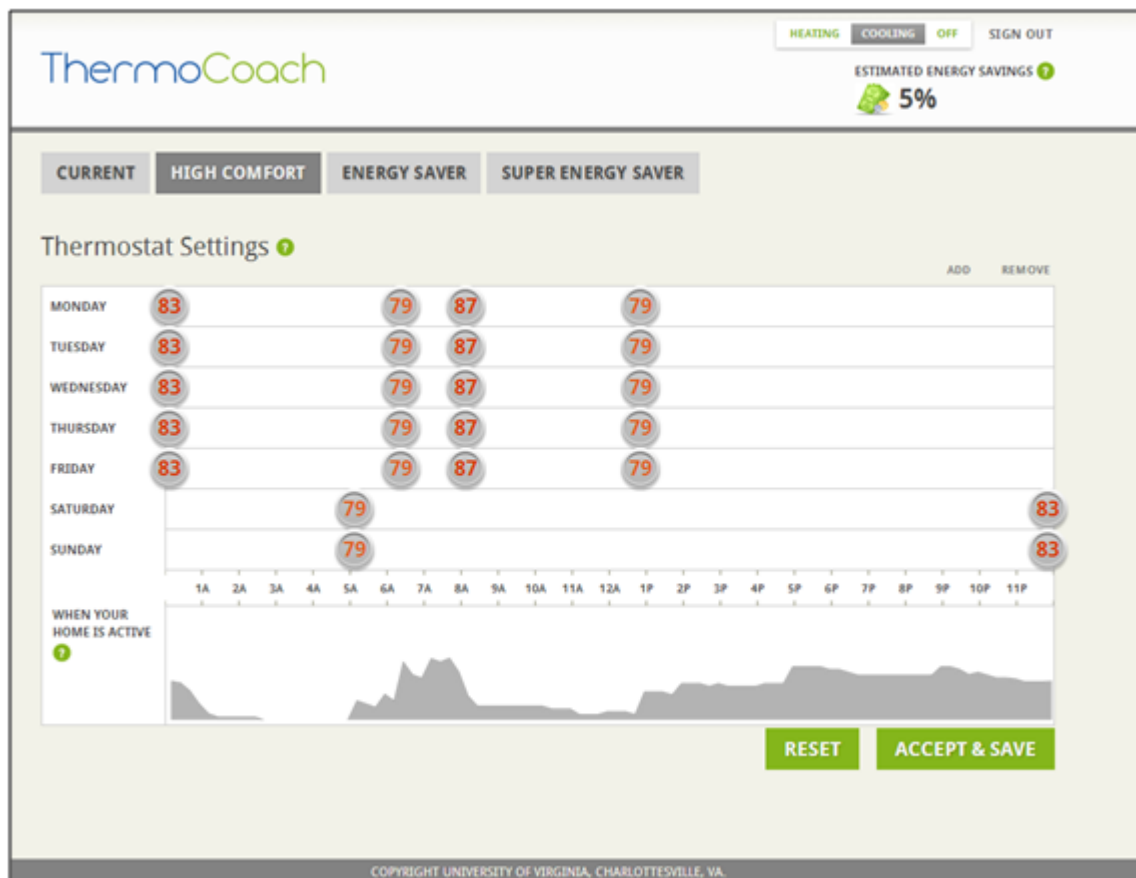 HEATING COOLING OFF SIGN OUT
ThermoCoach
ESTIMATED ENERGY SAVINGS ?
5%
CURRENT HIGH COMFORT ENERGY SAVER SUPER ENERGY SAVER
Thermostat Settings ?
ADD REMOVE
MONDAY 83 79 87 79
TUESDAY 83 79 87 79
WEDNESDAY 83 79 87 79
THURSDAY 83 79 87 79
FRIDAY 83 79 87 79
SATURDAY 79 83
SUNDAY 79 83
1A 2A 3A 4A 5A 6A 7A 8A 9A 10A 11A 12A 1P 2P 3P 4P 5P 6P 7P 8P 9P 10P 11P
WHEN YOUR
HOME IS ACTIVE
?
RESET ACCEPT & SAVE
COPYRIGHT UNIVERSITY OF VIRGINIA, CHARLOTTESVILLE, VA.